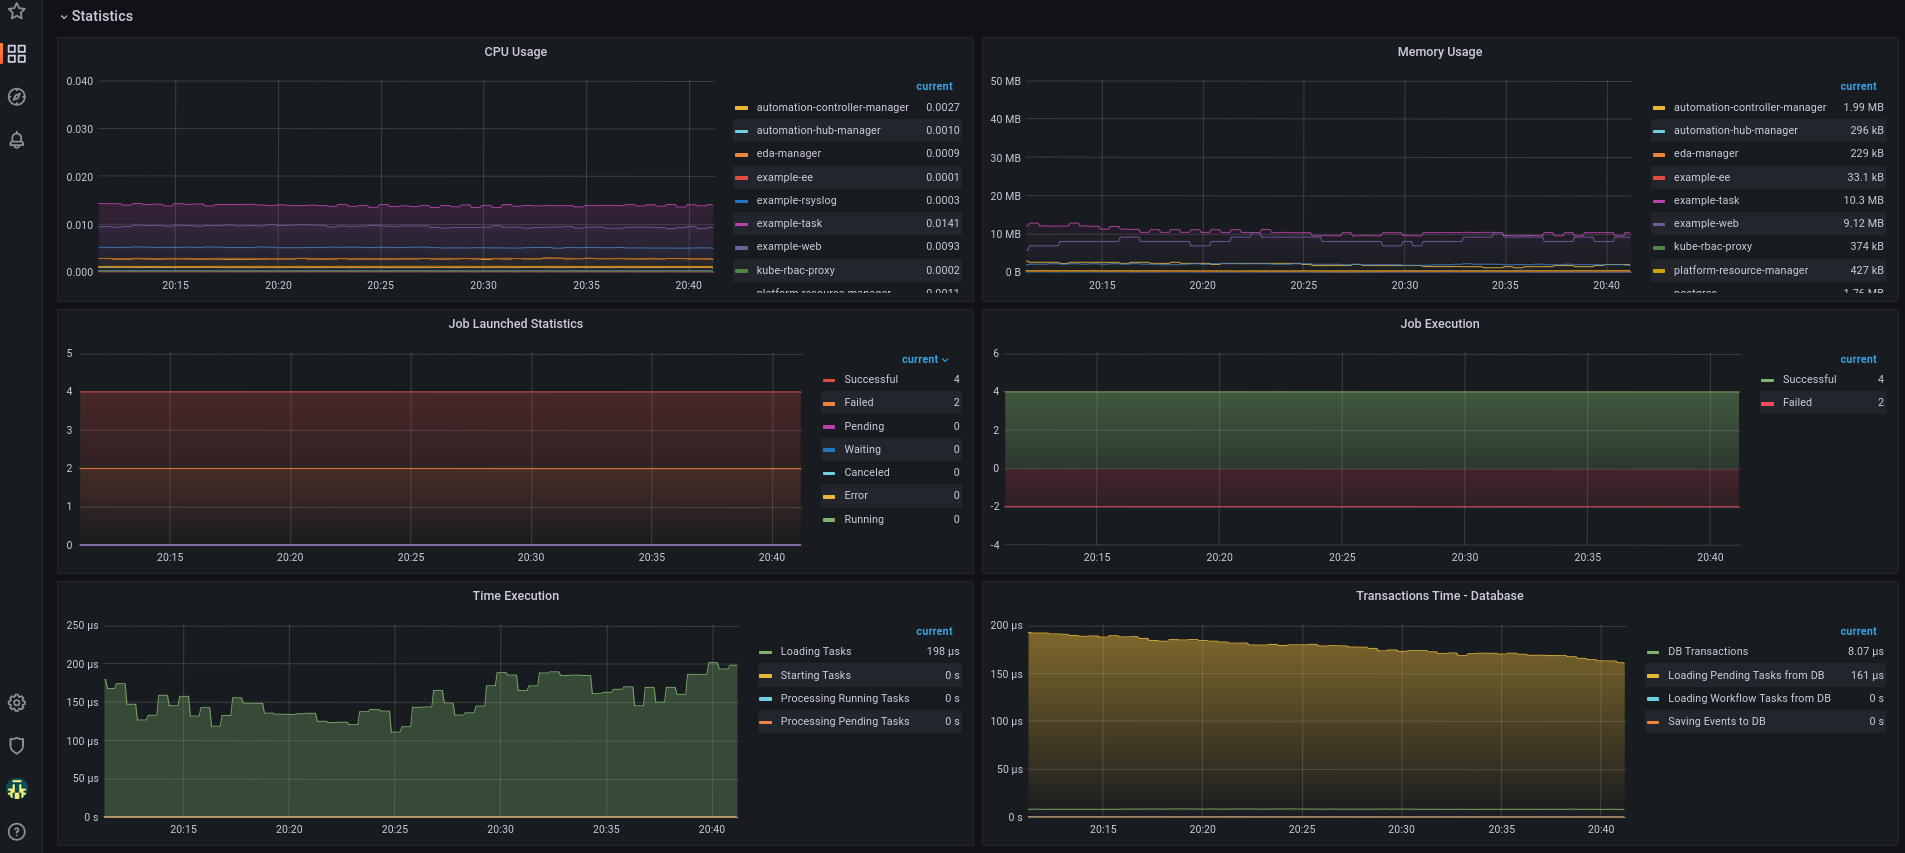 Statistics
CPU Usage
0.040
0.030
0.020
0.010
0.000
20:15 20:20 20:25 20:30 20:35 20:40
current
automation-controller-manager 0.0027
automation-hub-manager 0.0010
eda-manager 0.0009
example-ee 0.0001
example-rsyslog 0.0003
example-task 0.0141
example-web 0.0093
kube-rbac-proxy 0.0002
platform-resource-manager 0.0011
Memory Usage
50 MB
40 MB
30 MB
20 MB
10 MB
0 B
20:15 20:20 20:25 20:30 20:35 20:40
current
automation-controller-manager 1.99 MB
automation-hub-manager 296 kB
eda-manager 229 kB
example-ee 33.1 kB
example-task 10.3 MB
example-web 9.12 MB
kube-rbac-proxy 374 kB
platform-resource-manager 427 kB
postgres 1.76 MB
Job Launched Statistics
5
4
3
2
1
0
20:15 20:20 20:25 20:30 20:35 20:40
current
Successful 4
Failed 2
Pending 0
Waiting 0
Canceled 0
Error 0
Running 0
Job Execution
6
4
2
0
-2
-4
20:15 20:20 20:25 20:30 20:35 20:40
current
Successful 4
Failed 2
Time Execution
250 µs
200 µs
150 µs
100 µs
50 µs
0 s
20:15 20:20 20:25 20:30 20:35 20:40
current
Loading Tasks 198 µs
Starting Tasks 0 s
Processing Running Tasks 0 s
Processing Pending Tasks 0 s
Transactions Time - Database
200 µs
150 µs
100 µs
50 µs
0 s
20:15 20:20 20:25 20:30 20:35 20:40
current
DB Transactions 8.07 µs
Loading Pending Tasks from DB 161 µs
Loading Workflow Tasks from DB 0 s
Saving Events to DB 0 s